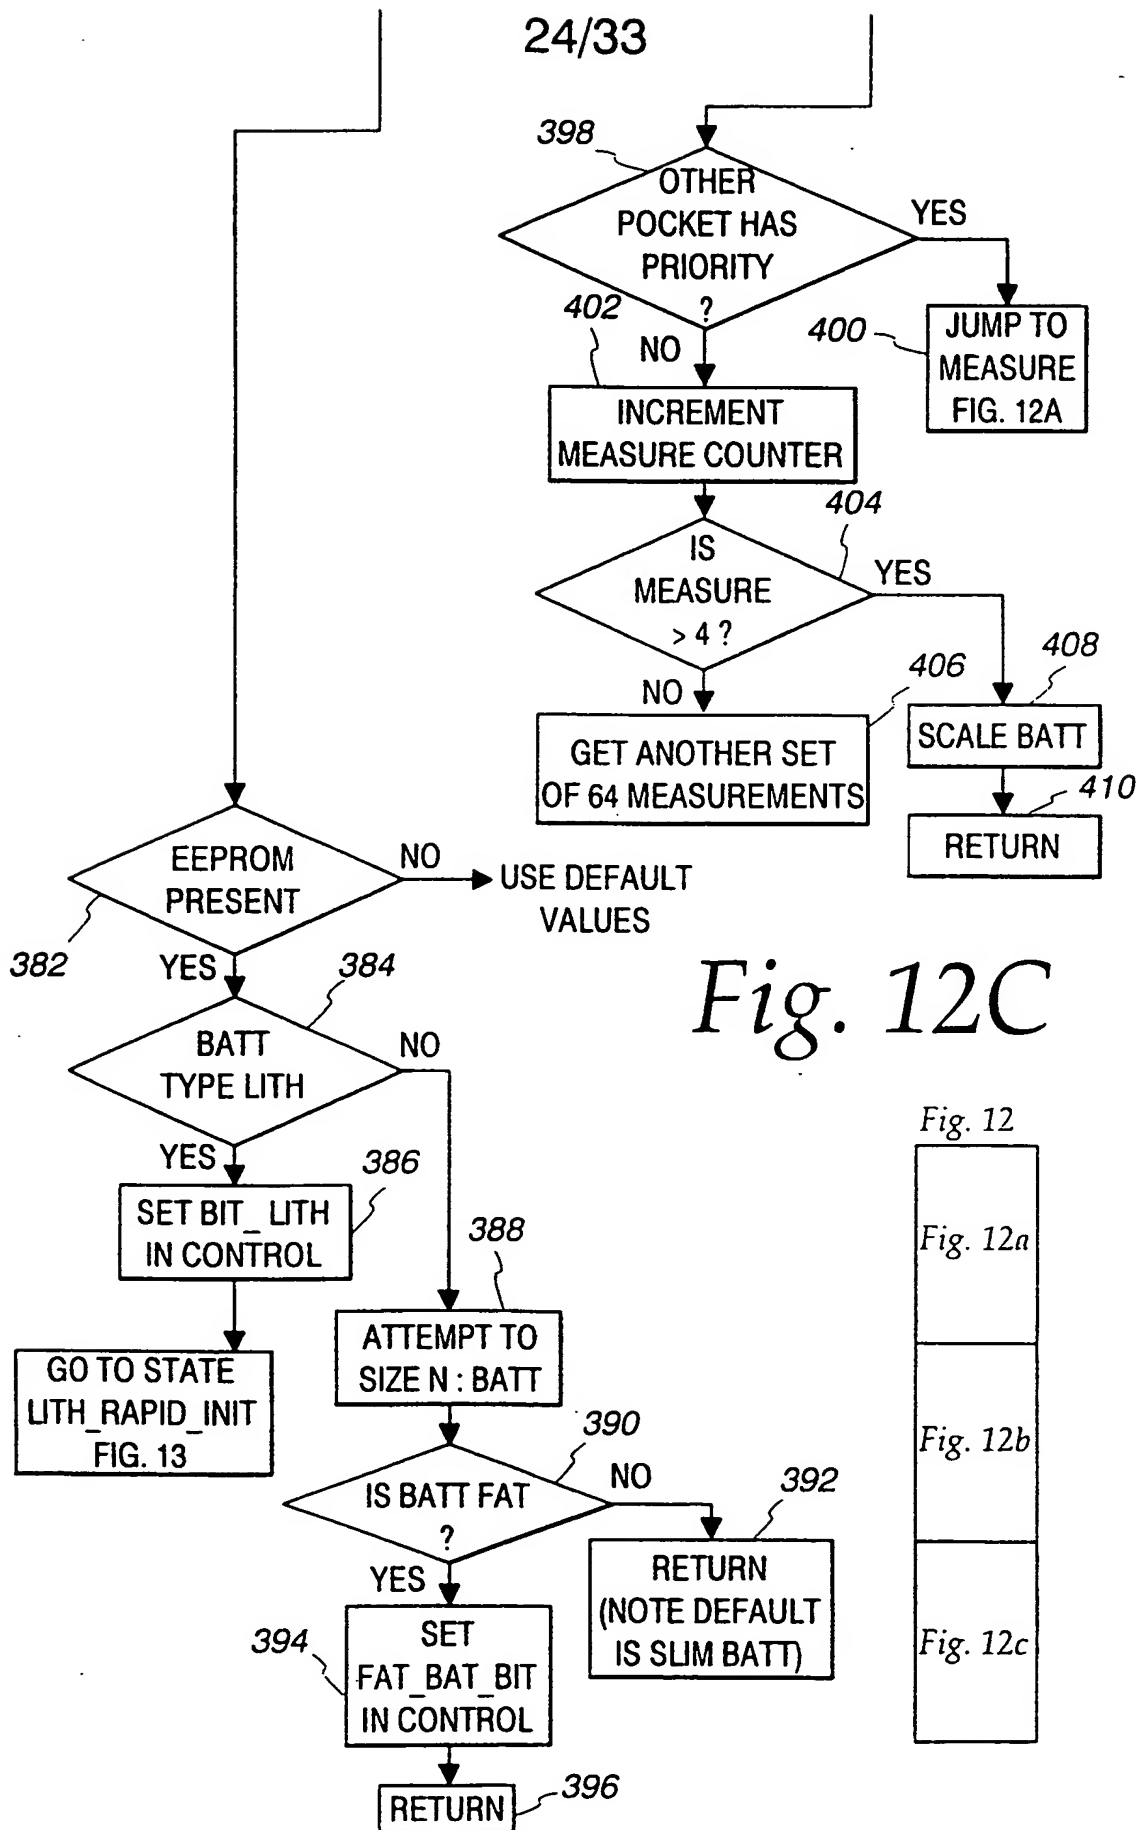 24/33
398
OTHER
POCKET HAS
PRIORITY
?
YES
402
NO
400
JUMP TO
MEASURE
FIG. 12A
INCREMENT
MEASURE COUNTER
404
IS
MEASURE
> 4 ?
YES
NO
406
408
GET ANOTHER SET
OF 64 MEASUREMENTS
SCALE BATT
410
RETURN
EEPROM
PRESENT
NO
USE DEFAULT
VALUES
382
YES
384
Fig. 12C
BATT
TYPE LITH
NO
YES
386
SET BIT_ LITH
IN CONTROL
388
GO TO STATE
LITH_RAPID_INIT
FIG. 13
ATTEMPT TO
SIZE N : BATT
390
IS BATT FAT
?
NO
392
YES
RETURN
(NOTE DEFAULT
IS SLIM BATT)
394
SET
FAT_BAT_BIT
IN CONTROL
RETURN
396
Fig. 12
Fig. 12a
Fig. 12b
Fig. 12c